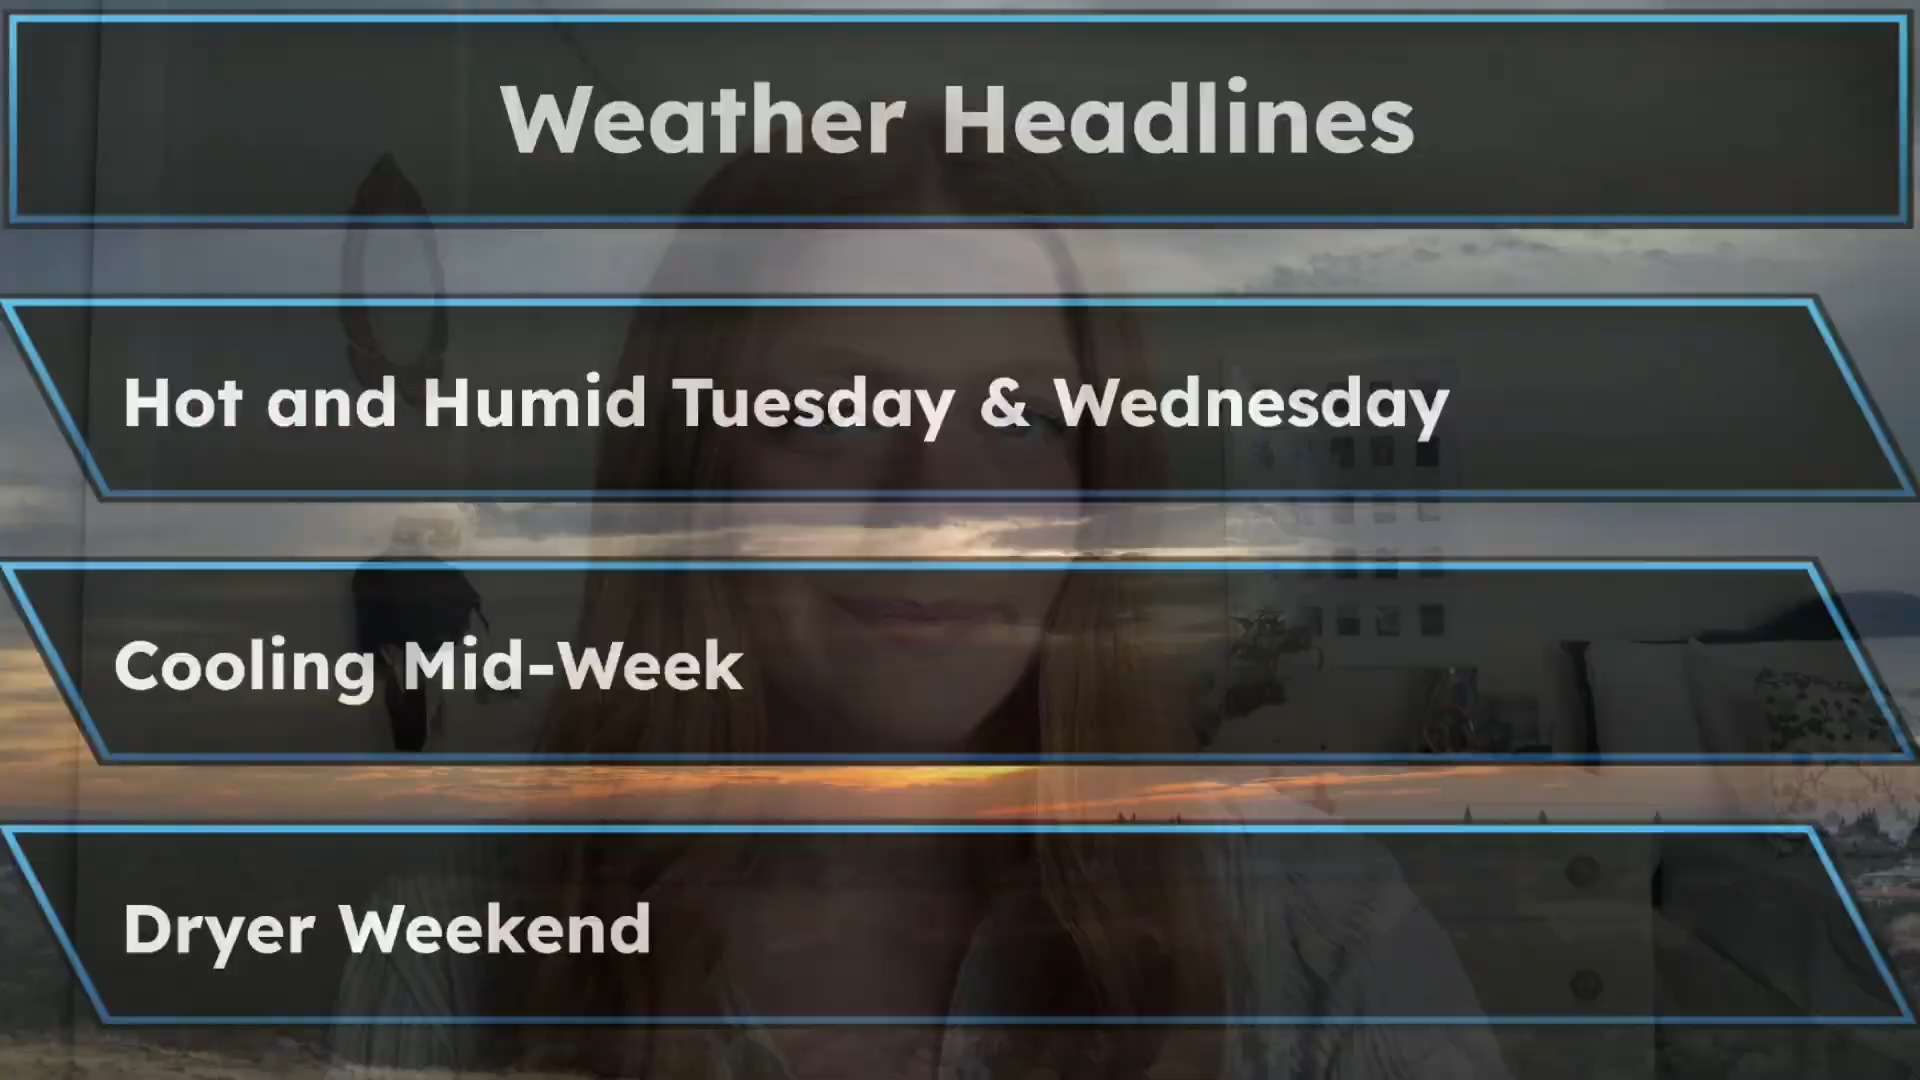 Weather Headlines
Hot and Humid Tuesday & Wednesday
Cooling Mid-Week
Dryer Weekend